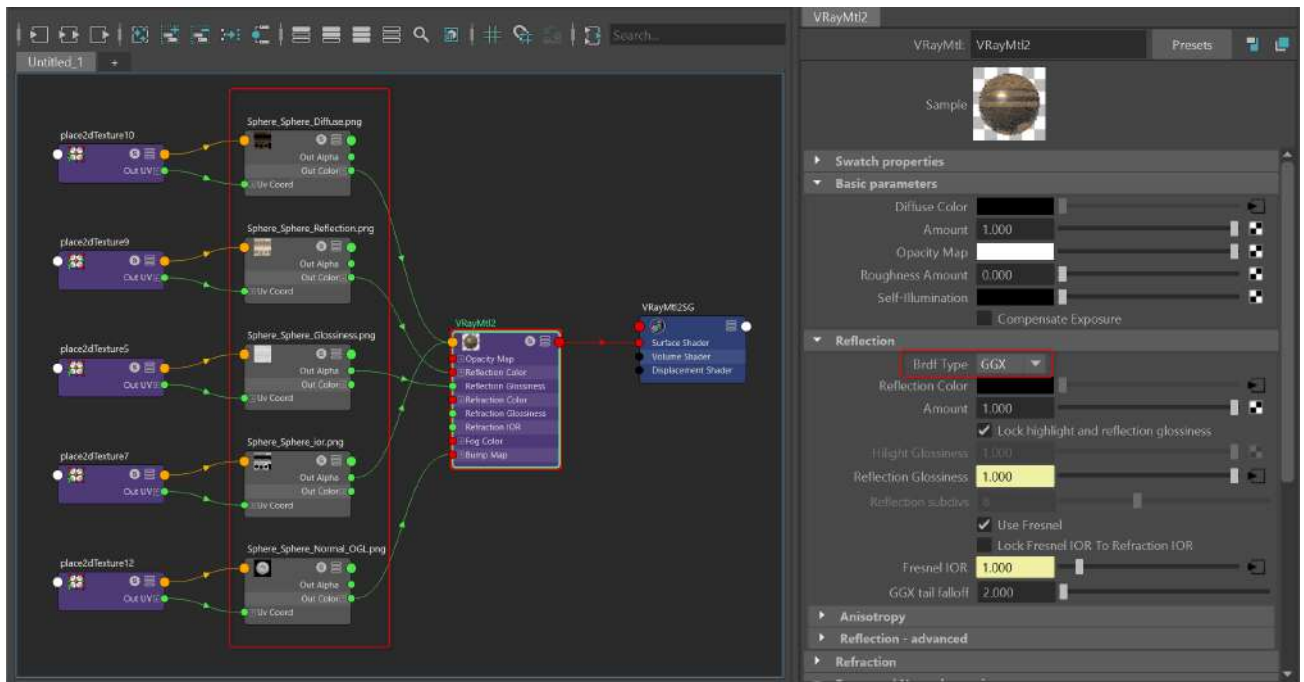 VRayMtl2
Search...
VRayMtl: VRayMtl2 Presets
Untitled_1 +
Sample
Sphere_Sphere_Diffuse.png
place2dTexture10
Out UV
Out Alpha
Out Color
Uv Coord
Sphere_Sphere_Reflection.png
place2dTexture9
Out UV
Out Alpha
Out Color
Uv Coord
Sphere_Sphere_Glossiness.png
place2dTexture5
Out UV
Out Alpha
Out Color
Uv Coord
Sphere_Sphere_ior.png
place2dTexture7
Out UV
Out Alpha
Out Color
Uv Coord
Sphere_Sphere_Normal_OGL.png
place2dTexture12
Out UV
Out Alpha
Out Color
Uv Coord
VRayMtl2
Opacity Map
Reflection Color
Reflection Glossiness
Refraction Color
Refraction Glossiness
Refraction IOR
Fog Color
Bump Map
VRayMtl2SG
Surface Shader
Volume Shader
Displacement Shader
Swatch properties
Basic parameters
Diffuse Color
Amount 1.000
Opacity Map
Roughness Amount 0.000
Self-Illumination
Compensate Exposure
Reflection
Brdf Type GGX
Reflection Color
Amount 1.000
Lock highlight and reflection glossiness
Hilight Glossiness 1.000
Reflection Glossiness 1.000
Reflection subdivs
Use Fresnel
Lock Fresnel IOR To Refraction IOR
Fresnel IOR 1.000
GGX tail falloff 2.000
Anisotropy
Reflection - advanced
Refraction